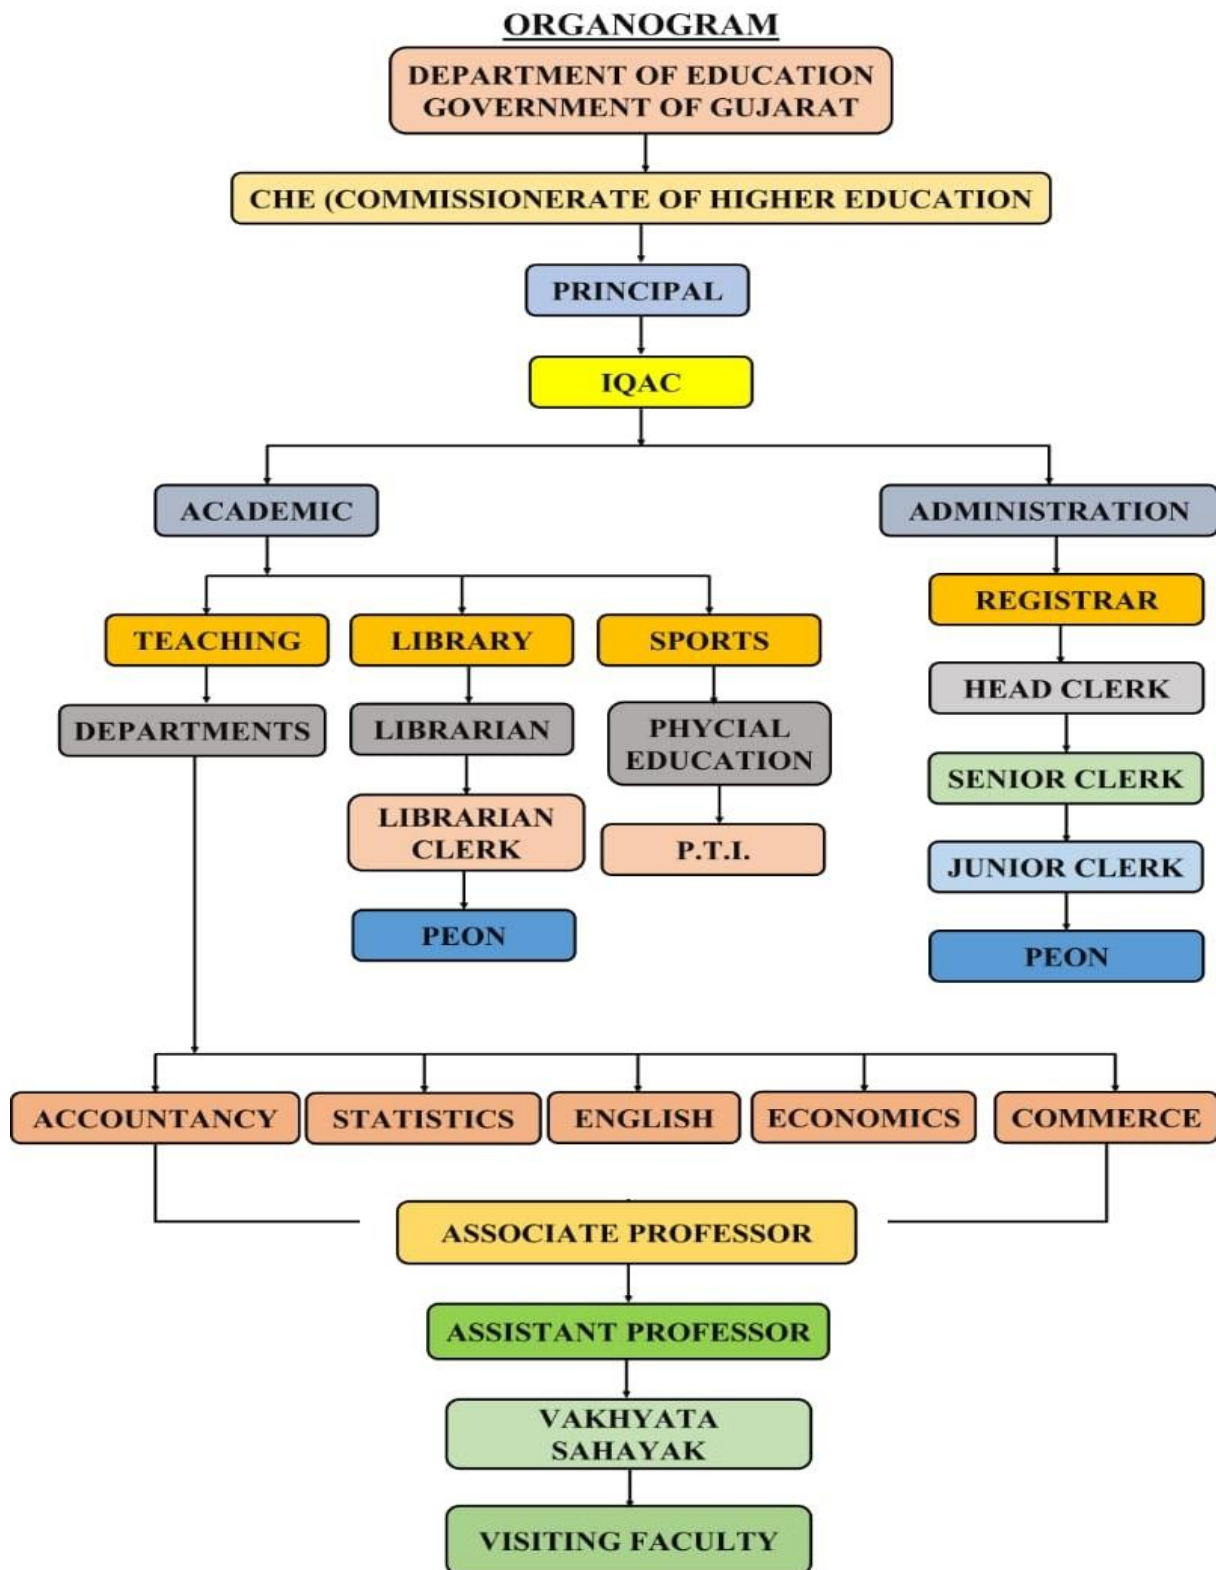 ORGANOGRAM
DEPARTMENT OF EDUCATION
GOVERNMENT OF GUJARAT
CHE (COMMISSIONERATE OF HIGHER EDUCATION
PRINCIPAL
IQAC
ACADEMIC
ADMINISTRATION
TEACHING
LIBRARY
SPORTS
REGISTRAR
DEPARTMENTS
LIBRARIAN
PHYCIAL
EDUCATION
HEAD CLERK
LIBRARIAN
CLERK
P.T.I.
SENIOR CLERK
JUNIOR CLERK
PEON
PEON
ACCOUNTANCY
STATISTICS
ENGLISH
ECONOMICS
COMMERCE
ASSOCIATE PROFESSOR
ASSISTANT PROFESSOR
VAKHYATA
SAHAYAK
VISITING FACULTY